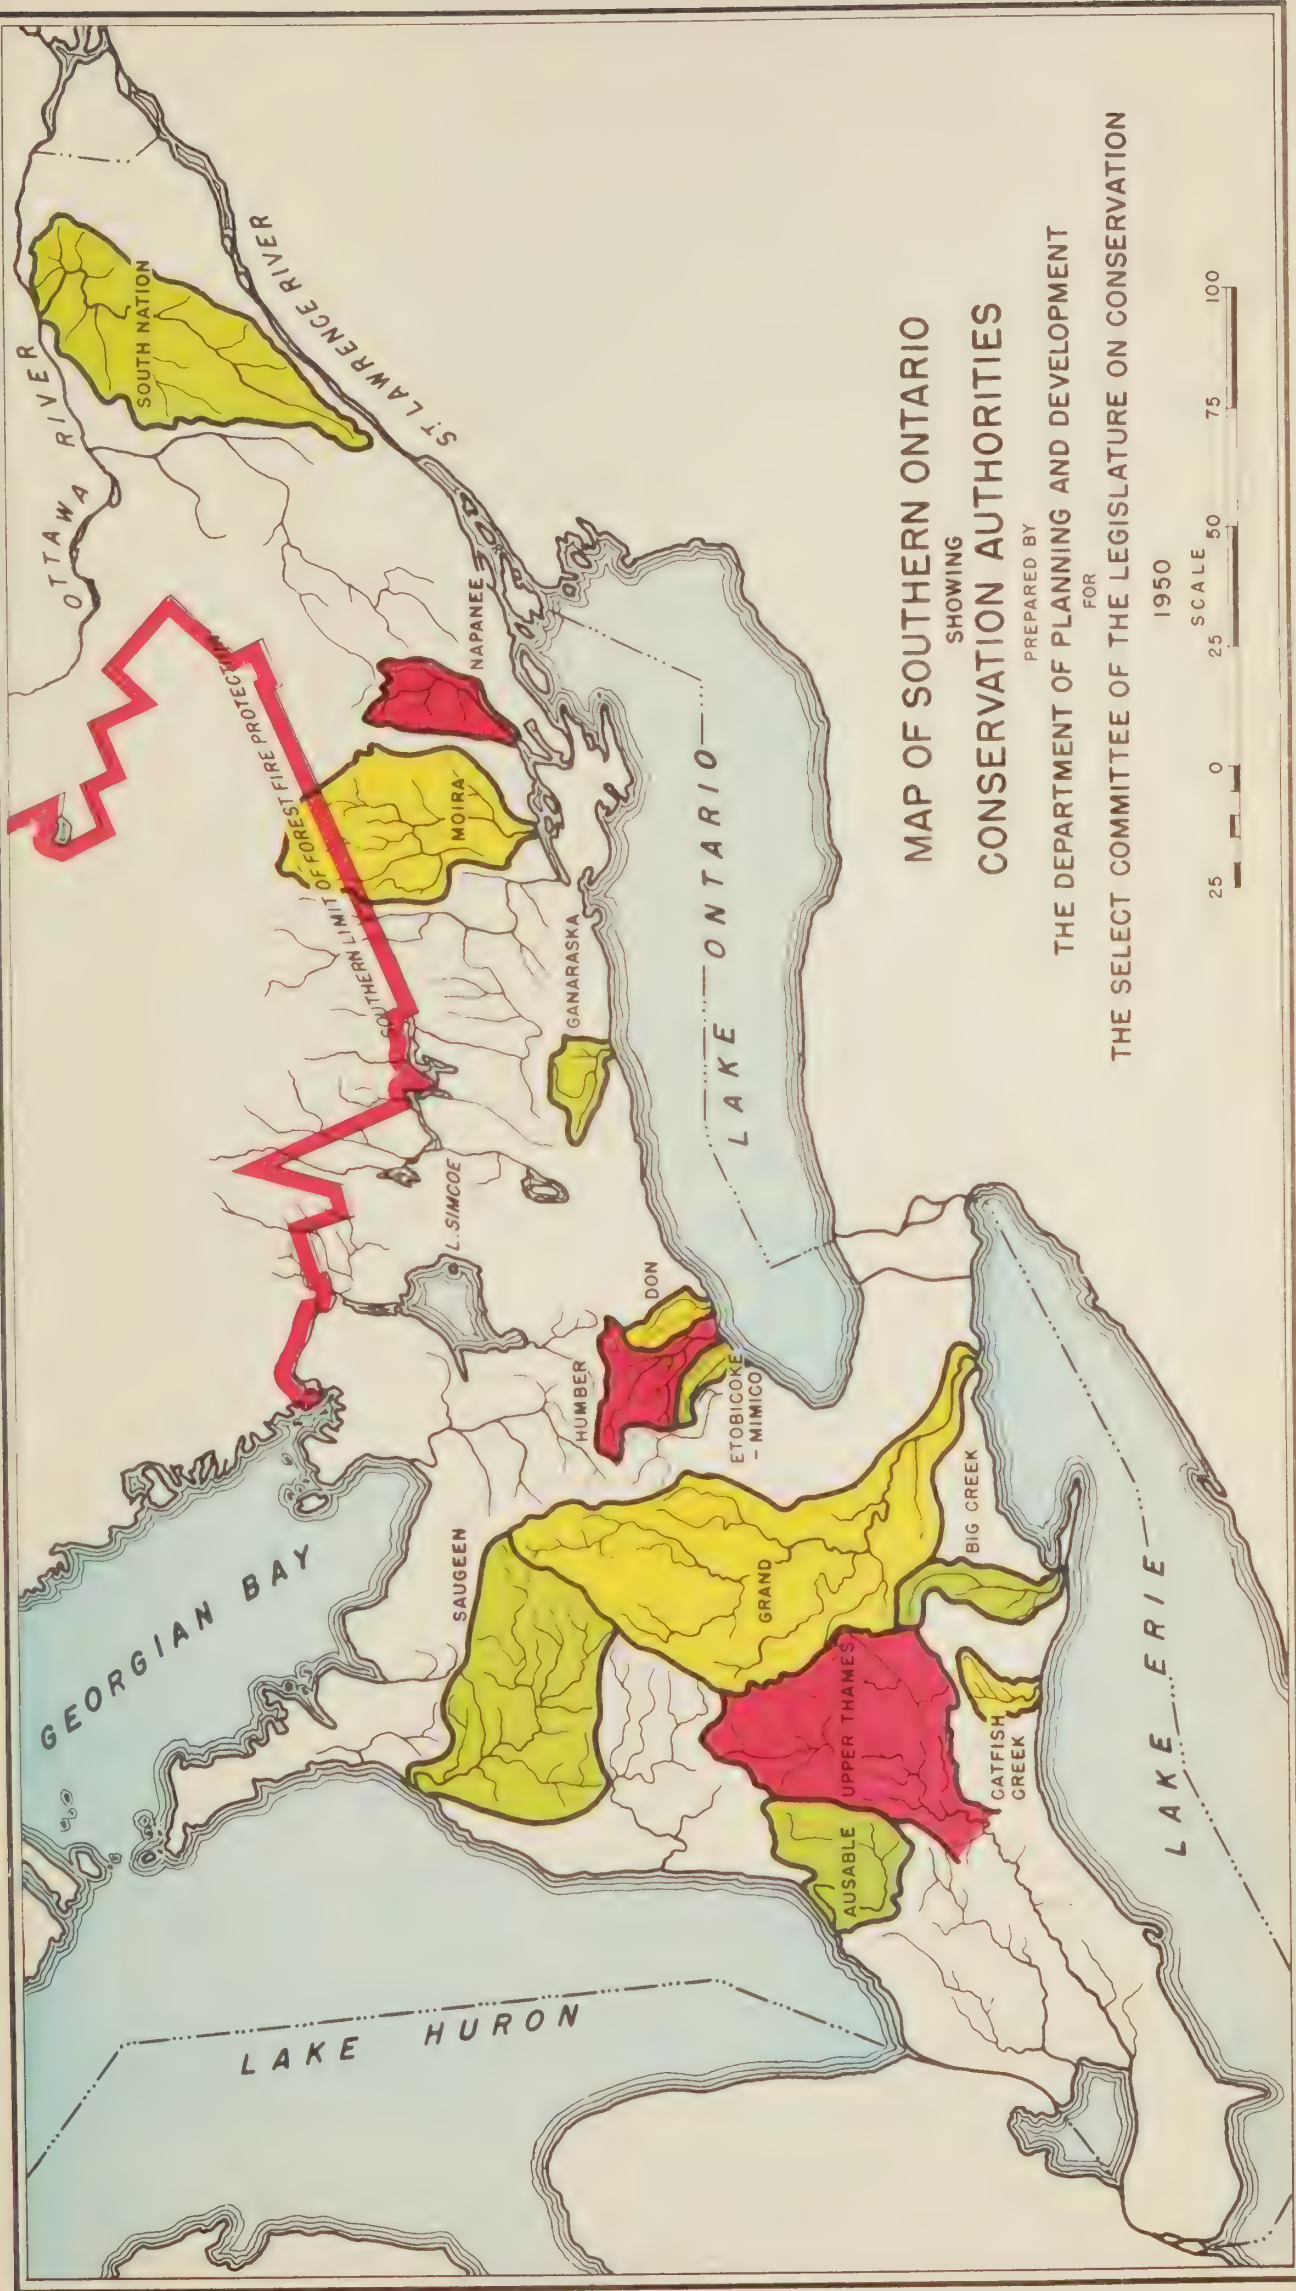 MAP OF SOUTHERN ONTARIO
SHOWING
CONSERVATION AUTHORITIES
PREPARED BY
THE DEPARTMENT OF PLANNING AND DEVELOPMENT
FOR
THE SELECT COMMITTEE OF THE LEGISLATURE ON CONSERVATION
1950
SCALE
25 0 25 50 75 100
GEORGIAN BAY
LAKE HURON
LAKE ERIE
LAKE ONTARIO
OTTAWA RIVER
ST. LAWRENCE RIVER
L. SIMCOE
SOUTHERN LIMIT OF FOREST FIRE PROTECTION
SOUTH NATION
NAPANEE
MOIRA
GANARASKA
DON
HUMBER
ETOBICOKE
- MIMICO
SAUGEEN
GRAND
BIG CREEK
UPPER THAMES
CATFISH
CREEK
AUSABLE